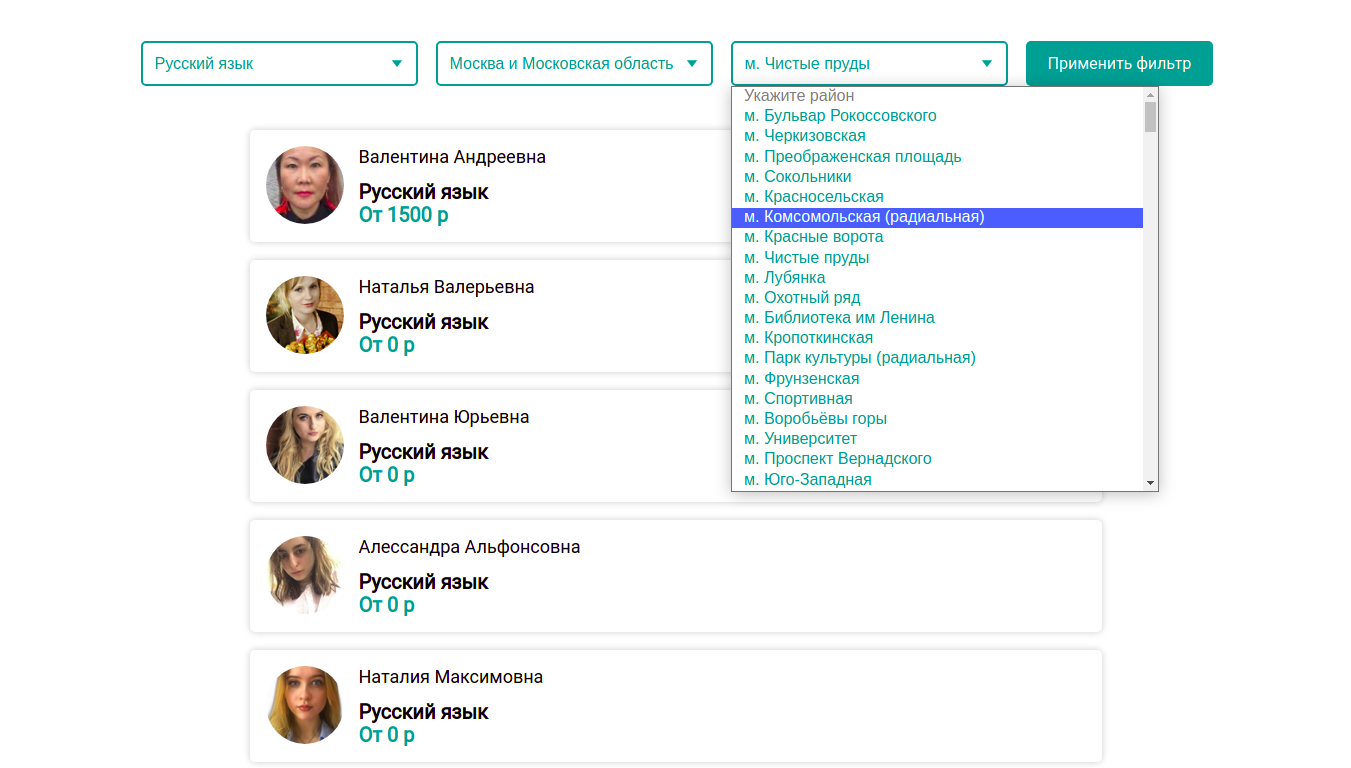 Русский язык
Москва и Московская область
м. Чистые пруды
Применить фильтр
Укажите район
м. Бульвар Рокоссовского
м. Черкизовская
м. Преображенская площадь
м. Сокольники
м. Красносельская
м. Комсомольская (радиальная)
м. Красные ворота
м. Чистые пруды
м. Лубянка
м. Охотный ряд
м. Библиотека им Ленина
м. Кропоткинская
м. Парк культуры (радиальная)
м. Фрунзенская
м. Спортивная
м. Воробьёвы горы
м. Университет
м. Проспект Вернадского
м. Юго-Западная
Валентина Андреевна
Русский язык
От 1500 р
Наталья Валерьевна
Русский язык
От 0 р
Валентина Юрьевна
Русский язык
От 0 р
Алессандра Альфонсовна
Русский язык
От 0 р
Наталия Максимовна
Русский язык
От 0 р